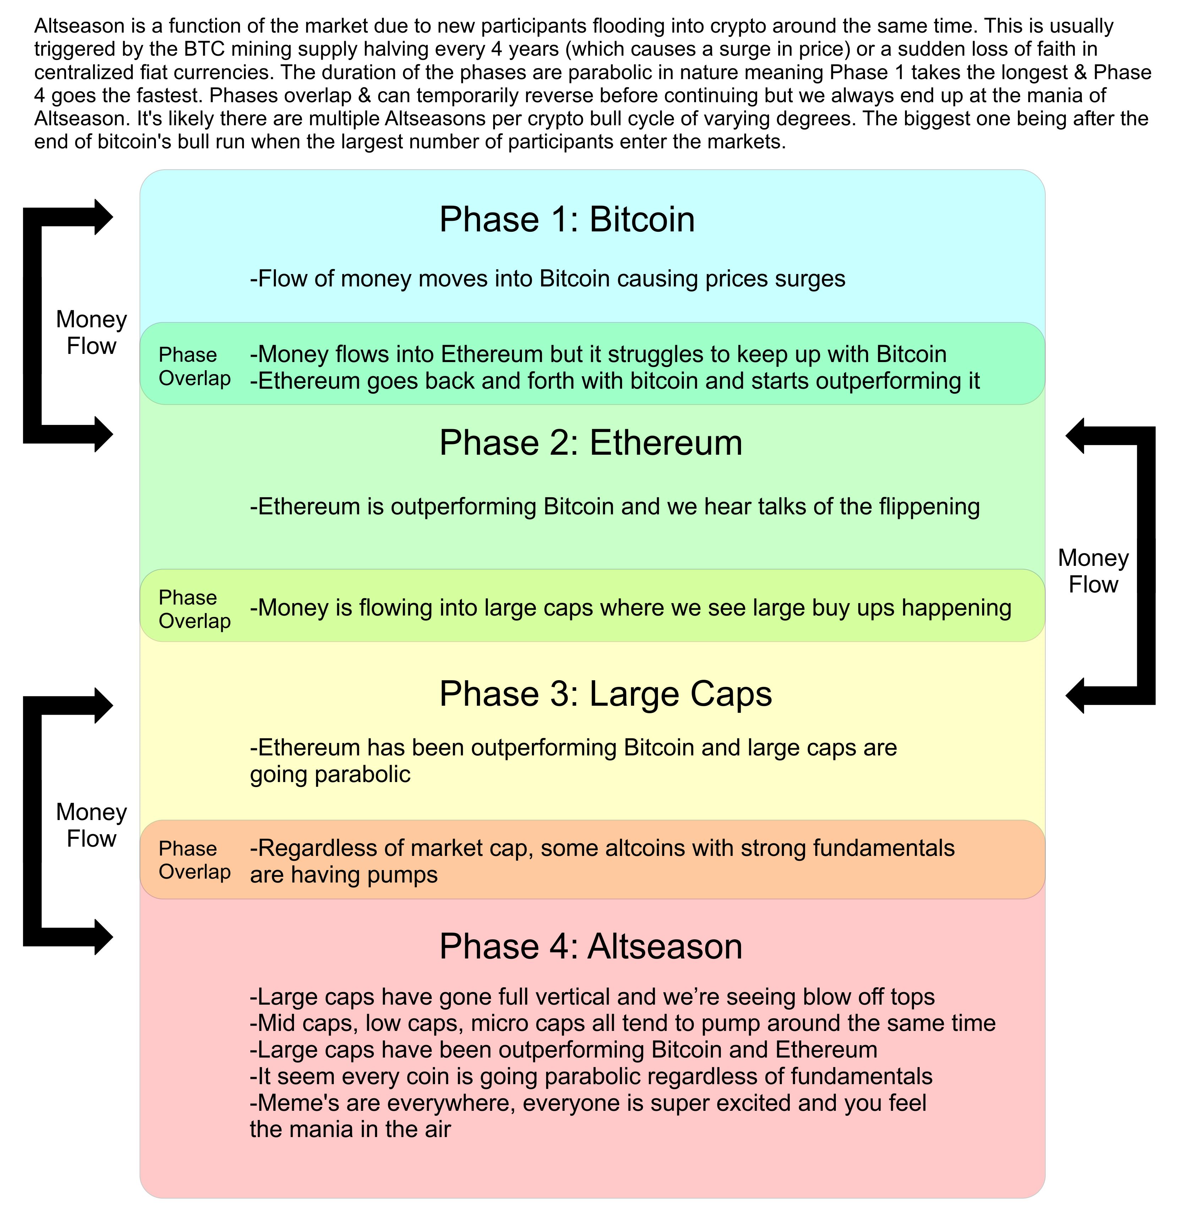 Altseason is a function of the market due to new participants flooding into crypto around the same time. This is usually
triggered by the BTC mining supply halving every 4 years (which causes a surge in price) or a sudden loss of faith in
centralized fiat currencies. The duration of the phases are parabolic in nature meaning Phase 1 takes the longest & Phase
4 goes the fastest. Phases overlap & can temporarily reverse before continuing but we always end up at the mania of
Altseason. It's likely there are multiple Altseasons per crypto bull cycle of varying degrees. The biggest one being after the
end of bitcoin's bull run when the largest number of participants enter the markets.
Phase 1: Bitcoin
-Flow of money moves into Bitcoin causing prices surges
Money
Flow
Phase
Overlap
-Money flows into Ethereum but it struggles to keep up with Bitcoin
-Ethereum goes back and forth with bitcoin and starts outperforming it
Phase 2: Ethereum
-Ethereum is outperforming Bitcoin and we hear talks of the flippening
Money
Flow
Phase
Overlap
-Money is flowing into large caps where we see large buy ups happening
Phase 3: Large Caps
-Ethereum has been outperforming Bitcoin and large caps are
going parabolic
Money
Flow
Phase
Overlap
-Regardless of market cap, some altcoins with strong fundamentals
are having pumps
Phase 4: Altseason
-Large caps have gone full vertical and we’re seeing blow off tops
-Mid caps, low caps, micro caps all tend to pump around the same time
-Large caps have been outperforming Bitcoin and Ethereum
-It seem every coin is going parabolic regardless of fundamentals
-Meme's are everywhere, everyone is super excited and you feel
the mania in the air